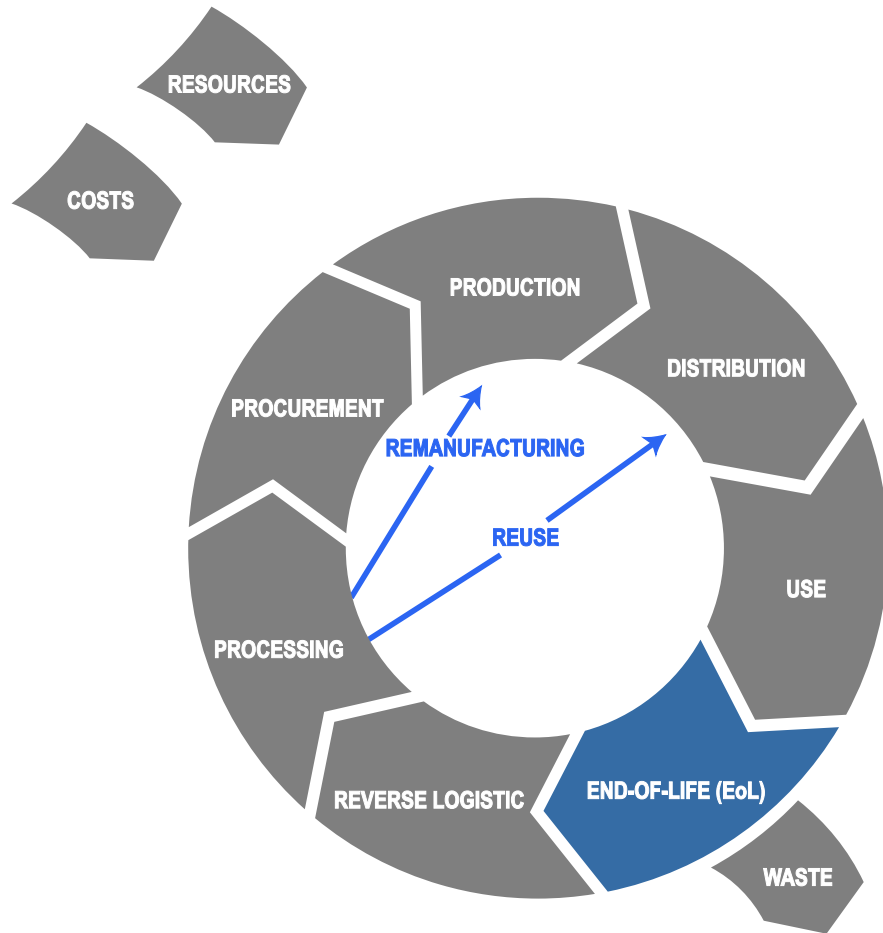 RESOURCES
COSTS
PRODUCTION
DISTRIBUTION
PROCUREMENT
REMANUFACTURING
REUSE
USE
PROCESSING
END-OF-LIFE (EoL)
REVERSE LOGISTIC
WASTE